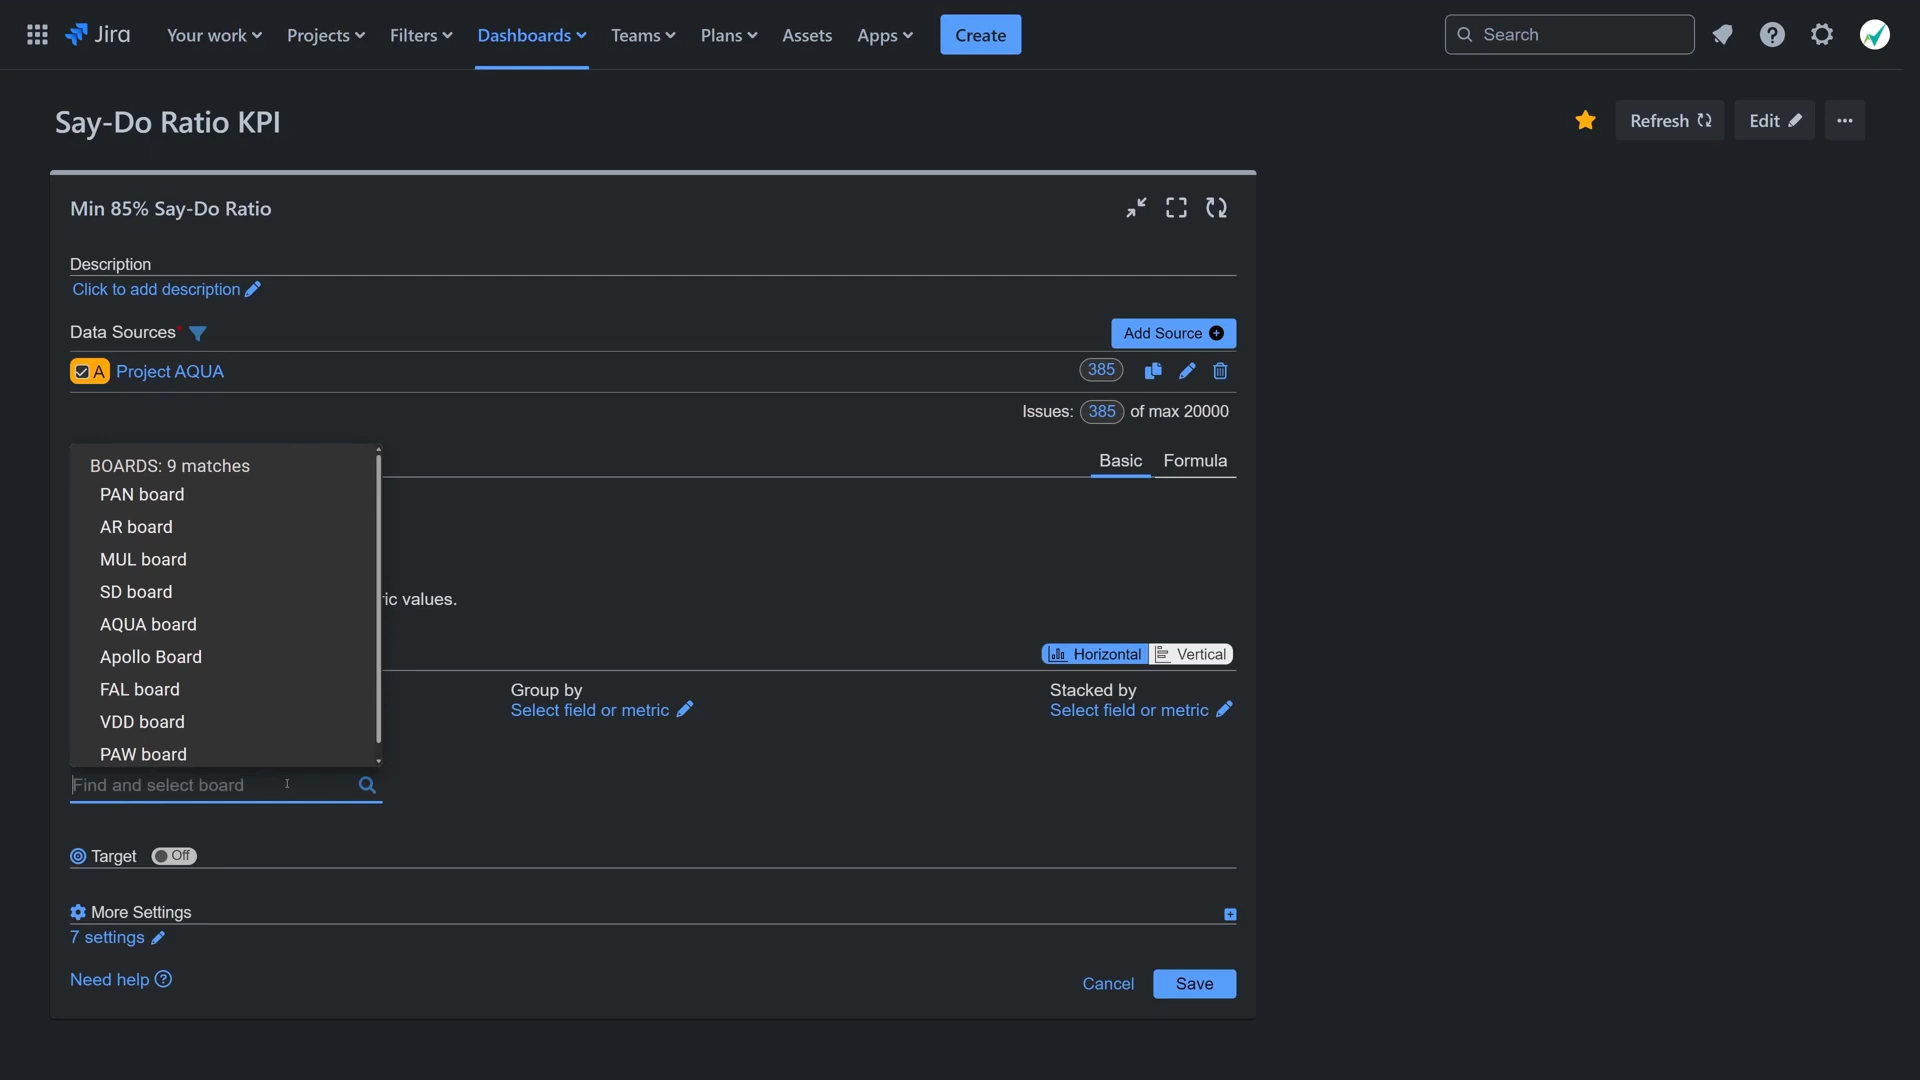 Jira Your work Projects Filters Dashboards Teams Plans Assets Apps Create Search
Say-Do Ratio KPI
Refresh Edit
Min 85% Say-Do Ratio
Description
Click to add description
Data Sources*
Add Source
A Project AQUA 385
Issues: 385 of max 20000
BOARDS: 9 matches
Basic Formula
PAN board
AR board
MUL board
SD board
ric values.
AQUA board
Horizontal Vertical
Apollo Board
FAL board
Group by
Stacked by
Select field or metric
Select field or metric
VDD board
PAW board
Find and select board
Target Off
More Settings
7 settings
Need help
Cancel Save